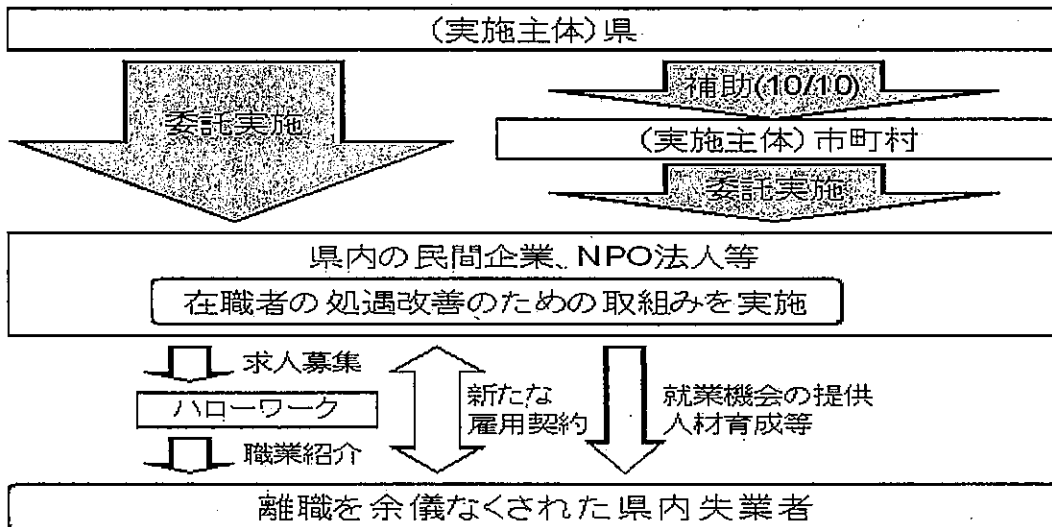 (実施主体)県
委託実施
補助(10/10)
(実施主体)市町村
委託実施
県内の民間企業、NPO法人等
在職者の処遇改善のための取組みを実施
求人募集
ハローワーク
職業紹介
新たな
雇用契約
就業機会の提供
人材育成等
離職を余儀なくされた県内失業者